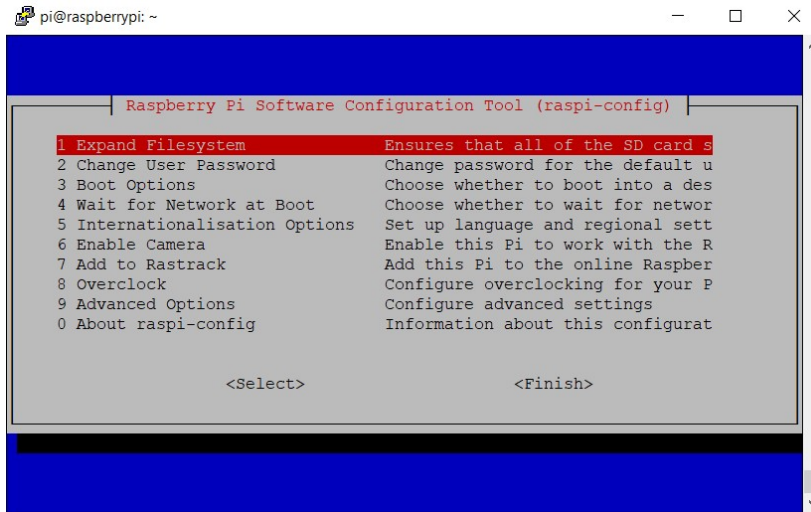 pi@raspberrypi: ~
Raspberry Pi Software Configuration Tool (raspi-config)
1 Expand Filesystem Ensures that all of the SD card s
2 Change User Password Change password for the default u
3 Boot Options Choose whether to boot into a des
4 Wait for Network at Boot Choose whether to wait for networ
5 Internationalisation Options Set up language and regional sett
6 Enable Camera Enable this Pi to work with the R
7 Add to Rastrack Add this Pi to the online Raspber
8 Overclock Configure overclocking for your P
9 Advanced Options Configure advanced settings
0 About raspi-config Information about this configurat
<Select> <Finish>